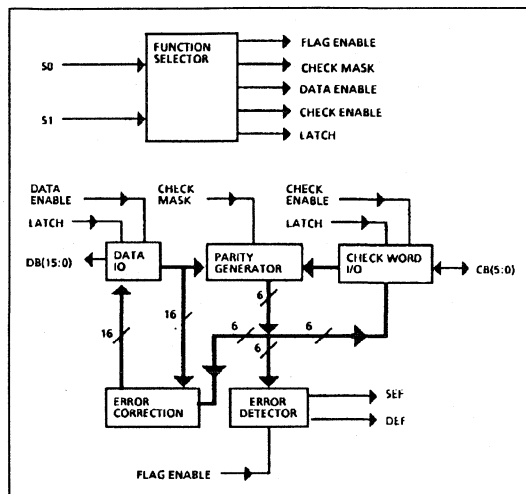 FUNCTION
SELECTOR
S0
S1
FLAG ENABLE
CHECK MASK
DATA ENABLE
CHECK ENABLE
LATCH
DATA
ENABLE
LATCH
CHECK
MASK
CHECK
ENABLE
LATCH
DB(15:0)
DATA
IO
PARITY
GENERATOR
CHECK WORD
I/O
CB(5:0)
16
16
6
6
6
6
ERROR
CORRECTION
ERROR
DETECTOR
SEF
DEF
FLAG ENABLE